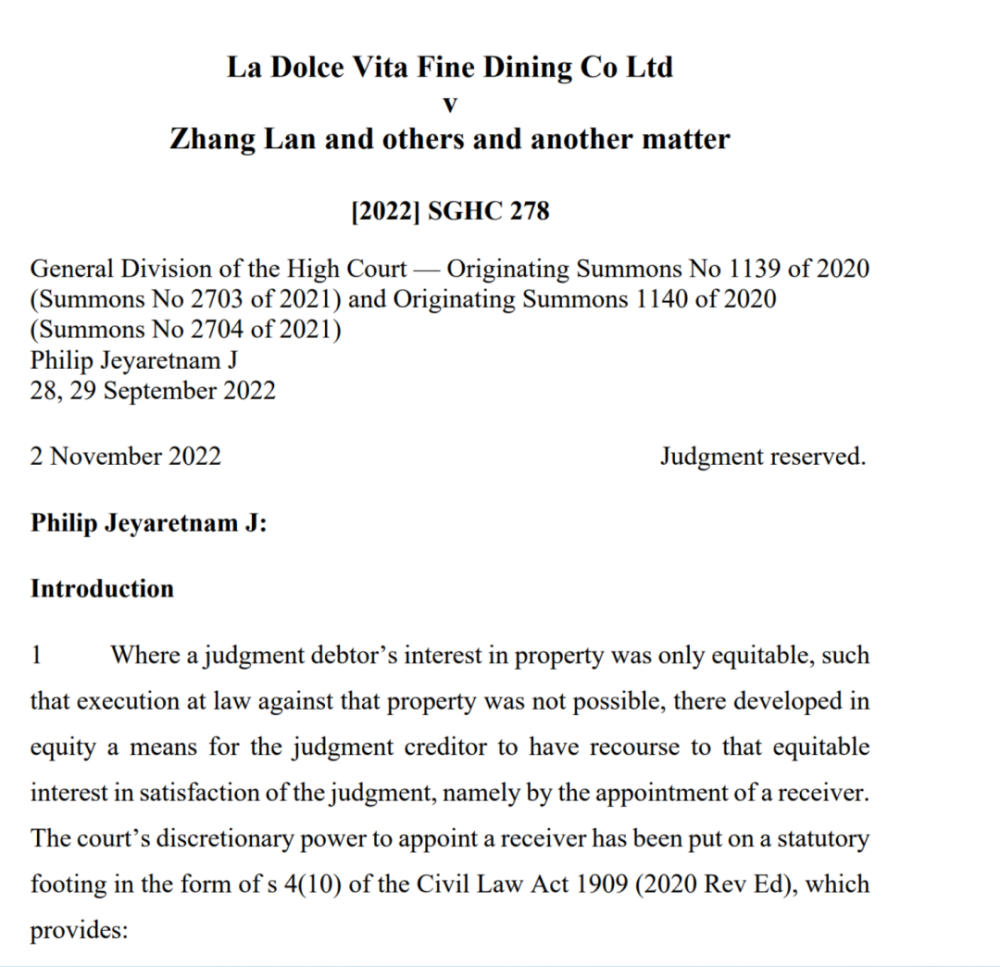 La Dolce Vita Fine Dining Co Ltd
v
Zhang Lan and others and another matter
[2022] SGHC 278
General Division of the High Court — Originating Summons No 1139 of 2020
(Summons No 2703 of 2021) and Originating Summons 1140 of 2020
(Summons No 2704 of 2021)
Philip Jeyaretnam J
28, 29 September 2022
2 November 2022 Judgment reserved.
Philip Jeyaretnam J:
Introduction
1 Where a judgment debtor’s interest in property was only equitable, such
that execution at law against that property was not possible, there developed in
equity a means for the judgment creditor to have recourse to that equitable
interest in satisfaction of the judgment, namely by the appointment of a receiver.
The court’s discretionary power to appoint a receiver has been put on a statutory
footing in the form of s 4(10) of the Civil Law Act 1909 (2020 Rev Ed), which
provides: